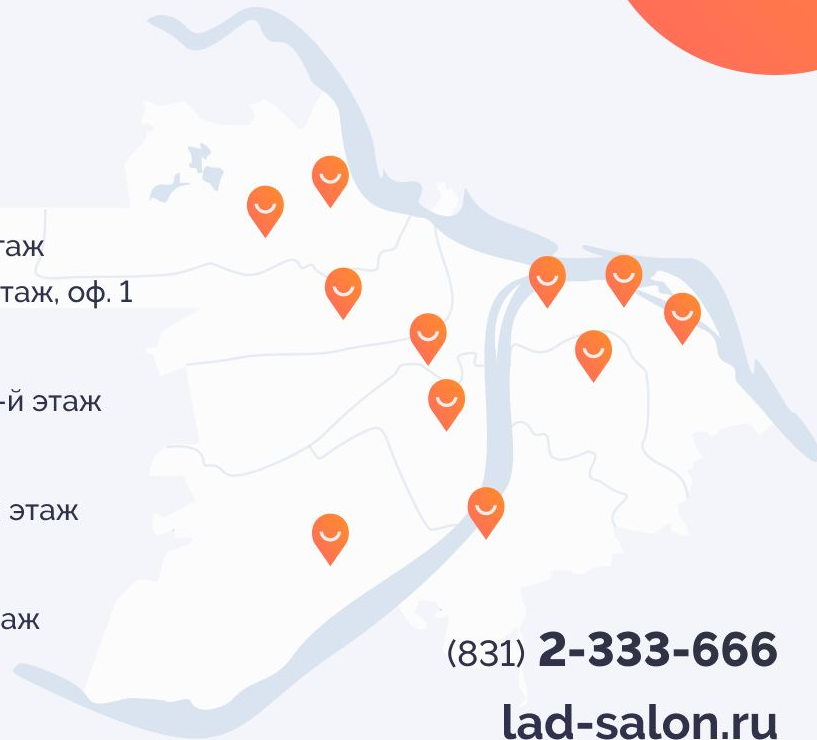 таж
таж, оф. 1
-й этаж
этаж
аж
(831) 2-333-666
lad-salon.ru